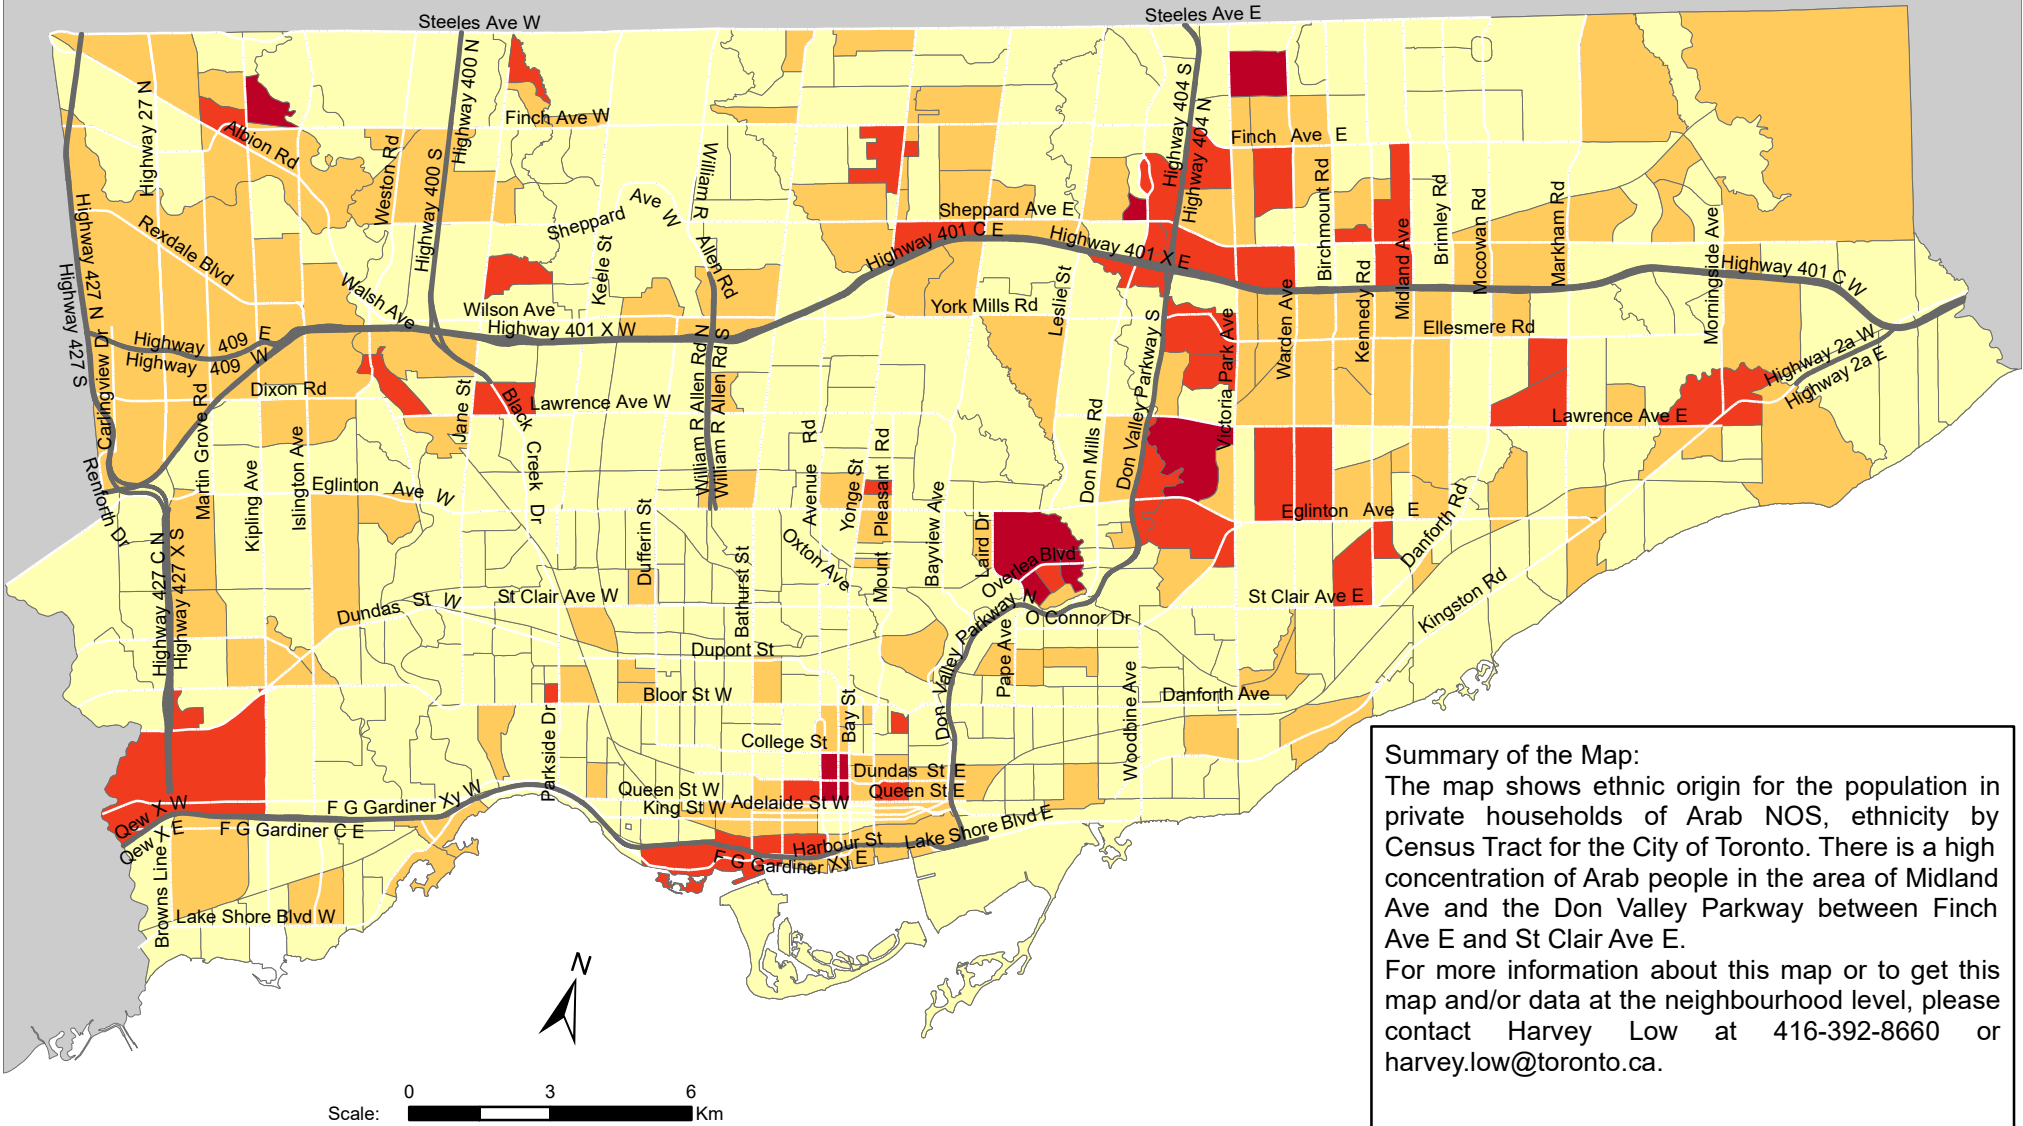 Steeles Ave W
Steeles Ave E
Highway 400 N
Highway 27 N
Finch Ave W
Albion Rd
Weston Rd
Highway 400 S
William R Allen Rd
Highway 404 S
Highway 404 N
Finch Ave E
Birchmount Rd
Brimley Rd
Mccowan Rd
Markham Rd
Morningside Ave
Midland Ave
Highway 427 N
Highway 427 S
Rexdale Blvd
Sheppard Ave W
Keele St
Sheppard Ave E
Highway 401 C E
Highway 401 X E
Highway 401 C W
Walsh Ave
Wilson Ave
Highway 401 X W
York Mills Rd
Leslie St
Warden Ave
Kennedy Rd
Ellesmere Rd
Highway 409 E
Highway 409 W
Carlingview Dr
Dixon Rd
Martin Grove Rd
Jane St
Black Creek Dr
Lawrence Ave W
William R Allen Rd N
William R Allen Rd S
Don Valley Parkway S
Victoria Park Ave
Highway 2a W
Highway 2a E
Lawrence Ave E
Renforth Dr
Kipling Ave
Islington Ave
Eglinton Ave W
Avenue Rd
Yonge St
Mount Pleasant Rd
Bayview Ave
Laird Dr
Don Mills Rd
Eglinton Ave E
Danforth Rd
Highway 427 C N
Highway 427 X S
Dufferin St
Bathurst St
Oxton Ave
Overlea Blvd
Dundas St W
St Clair Ave W
St Clair Ave E
Kingston Rd
Don Valley Parkway N
O Connor Dr
Dupont St
Pape Ave
Woodbine Ave
Bloor St W
Danforth Ave
Parkside Dr
Bay St
College St
Dundas St E
Queen St W
Queen St E
King St W
Adelaide St W
Qew X W
Qew X E
F G Gardiner Xy W
F G Gardiner C E
Harbour St
Lake Shore Blvd E
F G Gardiner Xy E
Browns Line
Lake Shore Blvd W
N
Scale:
0 3 6
Km
Summary of the Map:
The map shows ethnic origin for the population in
private households of Arab NOS, ethnicity by
Census Tract for the City of Toronto. There is a high
concentration of Arab people in the area of Midland
Ave and the Don Valley Parkway between Finch
Ave E and St Clair Ave E.
For more information about this map or to get this
map and/or data at the neighbourhood level, please
contact Harvey Low at 416-392-8660 or
harvey.low@toronto.ca.